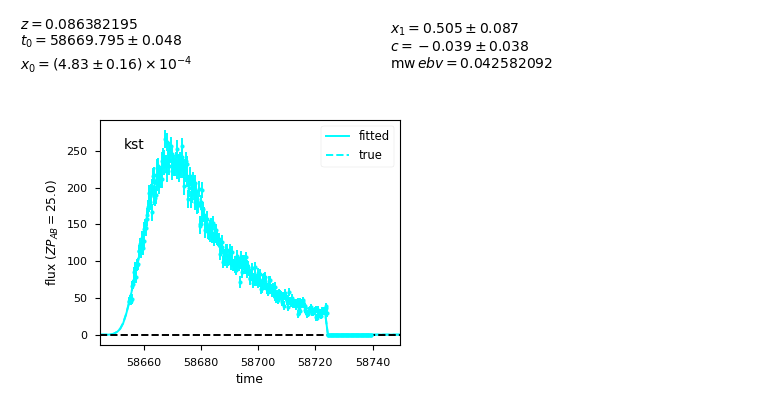 z = 0.086382195
t₀ = 58669.795 ± 0.048
x₀ = (4.83 ± 0.16) × 10⁻⁴
x₁ = 0.505 ± 0.087
c = −0.039 ± 0.038
mw ebv = 0.042582092
kst
fitted
true
flux (ZP_AB = 25.0)
250
200
150
100
50
0
58660 58680 58700 58720 58740
time